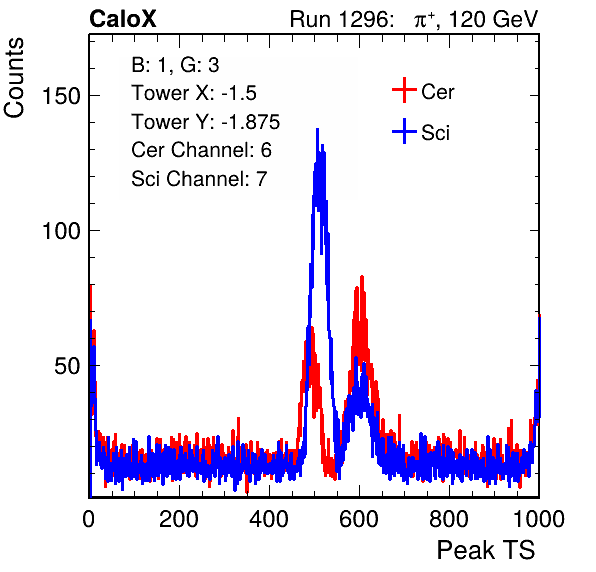 CaloX Run 1296: π⁺, 120 GeV
Counts
B: 1, G: 3
Tower X: -1.5
Tower Y: -1.875
Cer Channel: 6
Sci Channel: 7
Cer
Sci
150
100
50
0 200 400 600 800 1000
Peak TS